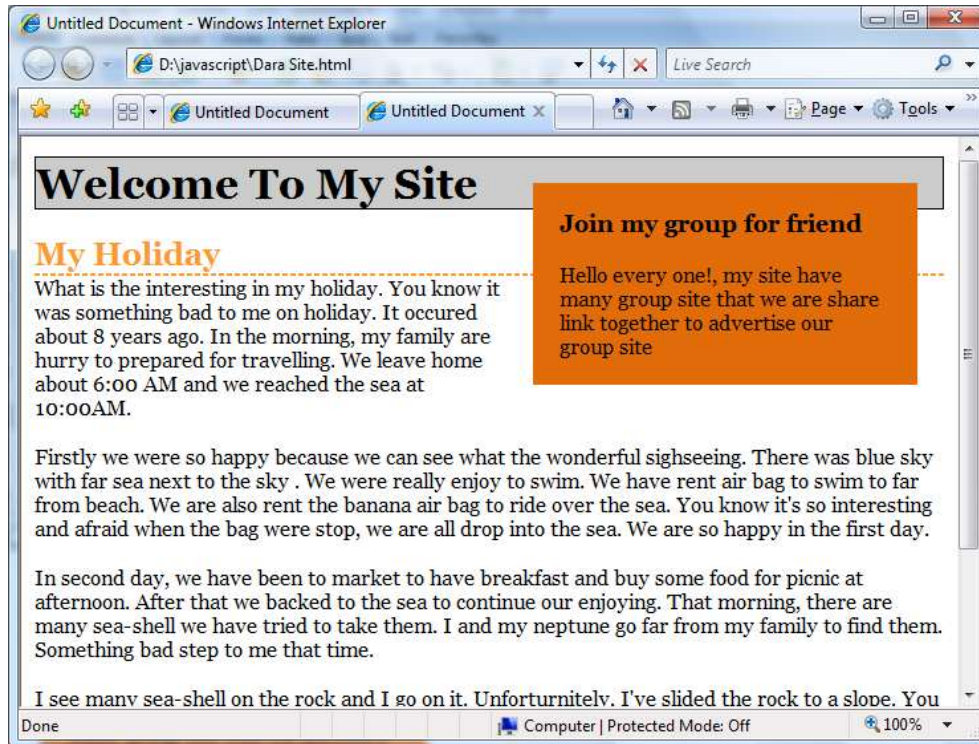 Untitled Document - Windows Internet Explorer
D:\javascript\Dara Site.html
Live Search
Untitled Document
Untitled Document
Page
Tools
Welcome To My Site
My Holiday
What is the interesting in my holiday. You know it
was something bad to me on holiday. It occured
about 8 years ago. In the morning, my family are
hurry to prepared for travelling. We leave home
about 6:00 AM and we reached the sea at
10:00AM.
Join my group for friend
Hello every one!, my site have
many group site that we are share
link together to advertise our
group site
Firstly we were so happy because we can see what the wonderful sighseeing. There was blue sky
with far sea next to the sky . We were really enjoy to swim. We have rent air bag to swim to far
from beach. We are also rent the banana air bag to ride over the sea. You know it's so interesting
and afraid when the bag were stop, we are all drop into the sea. We are so happy in the first day.
In second day, we have been to market to have breakfast and buy some food for picnic at
afternoon. After that we backed to the sea to continue our enjoying. That morning, there are
many sea-shell we have tried to take them. I and my neptune go far from my family to find them.
Something bad step to me that time.
I see many sea-shell on the rock and I go on it. Unforturnitely, I've slided the rock to a slope. You
Done
Computer | Protected Mode: Off
100%